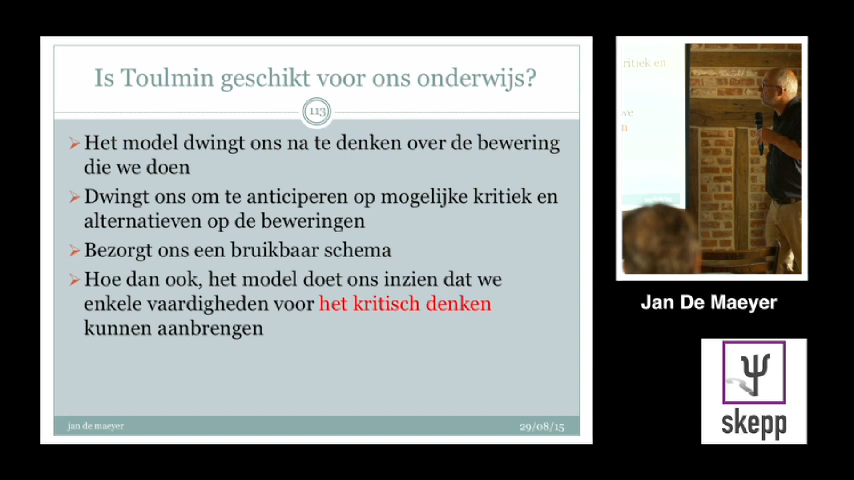 Is Toulmin geschikt voor ons onderwijs?
113
Het model dwingt ons na te denken over de bewering
die we doen
Dwingt ons om te anticiperen op mogelijke kritiek en
alternatieven op de beweringen
Bezorgt ons een bruikbaar schema
Hoe dan ook, het model doet ons inzien dat we
enkele vaardigheden voor het kritisch denken
kunnen aanbrengen
jan de maeyer
29/08/15
ritiek en
Jan De Maeyer
skepp